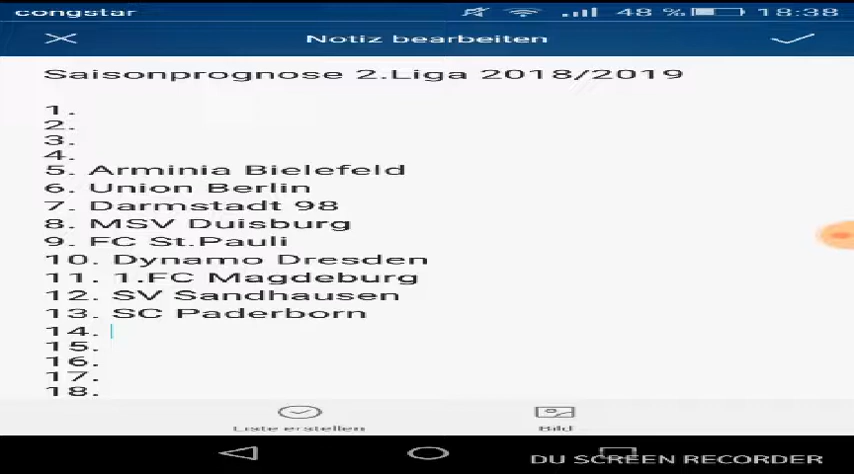 congstar 48 % 18:38
Notiz bearbeiten
Saisonprognose 2.Liga 2018/2019
1.
2.
3.
4.
5. Arminia Bielefeld
6. Union Berlin
7. Darmstadt 98
8. MSV Duisburg
9. FC St.Pauli
10. Dynamo Dresden
11. 1.FC Magdeburg
12. SV Sandhausen
13. SC Paderborn
14.
15.
16.
17.
18.
Liste erstellen Bild
DU SCREEN RECORDER